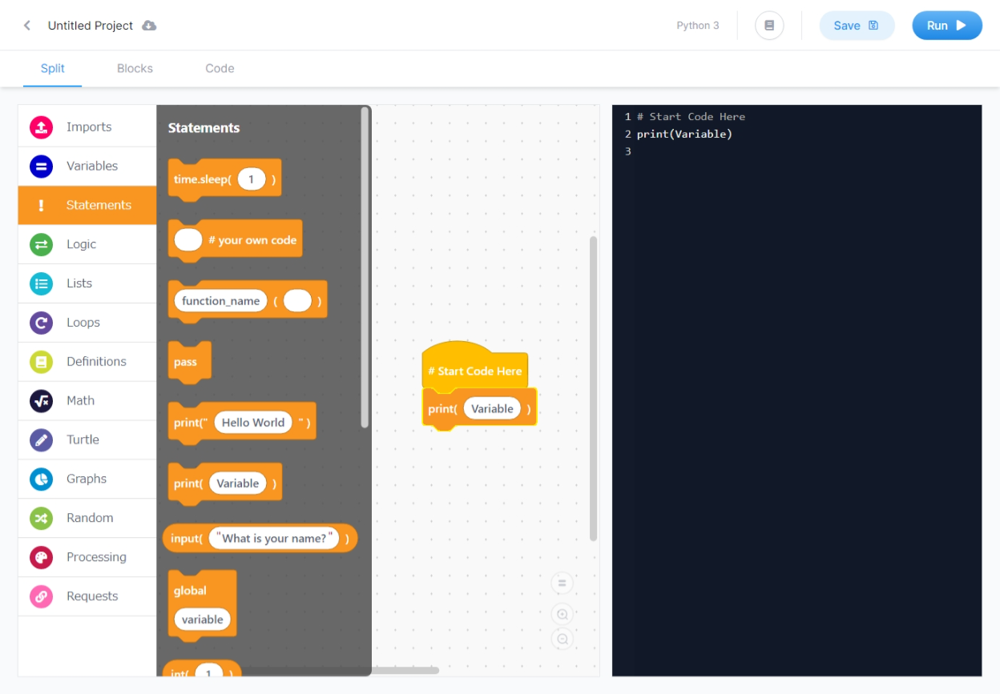 Untitled Project
Python 3
Save
Run
Split
Blocks
Code
Imports
Variables
Statements
Logic
Lists
Loops
Definitions
Math
Turtle
Graphs
Random
Processing
Requests
Statements
time.sleep( 1 )
# your own code
function_name ( )
pass
print(" Hello World " )
print( Variable )
input( "What is your name?" )
global
variable
int( 1 )
# Start Code Here
print( Variable )
1 # Start Code Here
2 print(Variable)
3